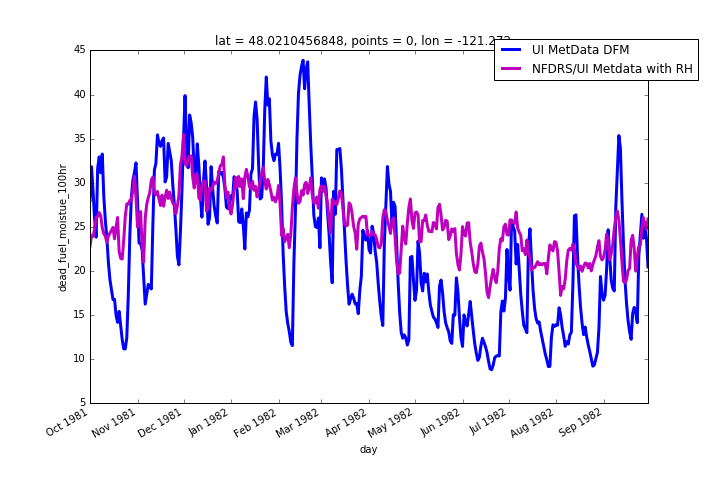 lat = 48.0210456848, points = 0, lon = -121.272
UI MetData DFM
NFDRS/UI Metdata with RH
45
40
35
30
25
20
15
10
5
dead_fuel_moistue_100hr
Oct 1981
Nov 1981
Dec 1981
Jan 1982
Feb 1982
Mar 1982
Apr 1982
May 1982
Jun 1982
Jul 1982
Aug 1982
Sep 1982
day